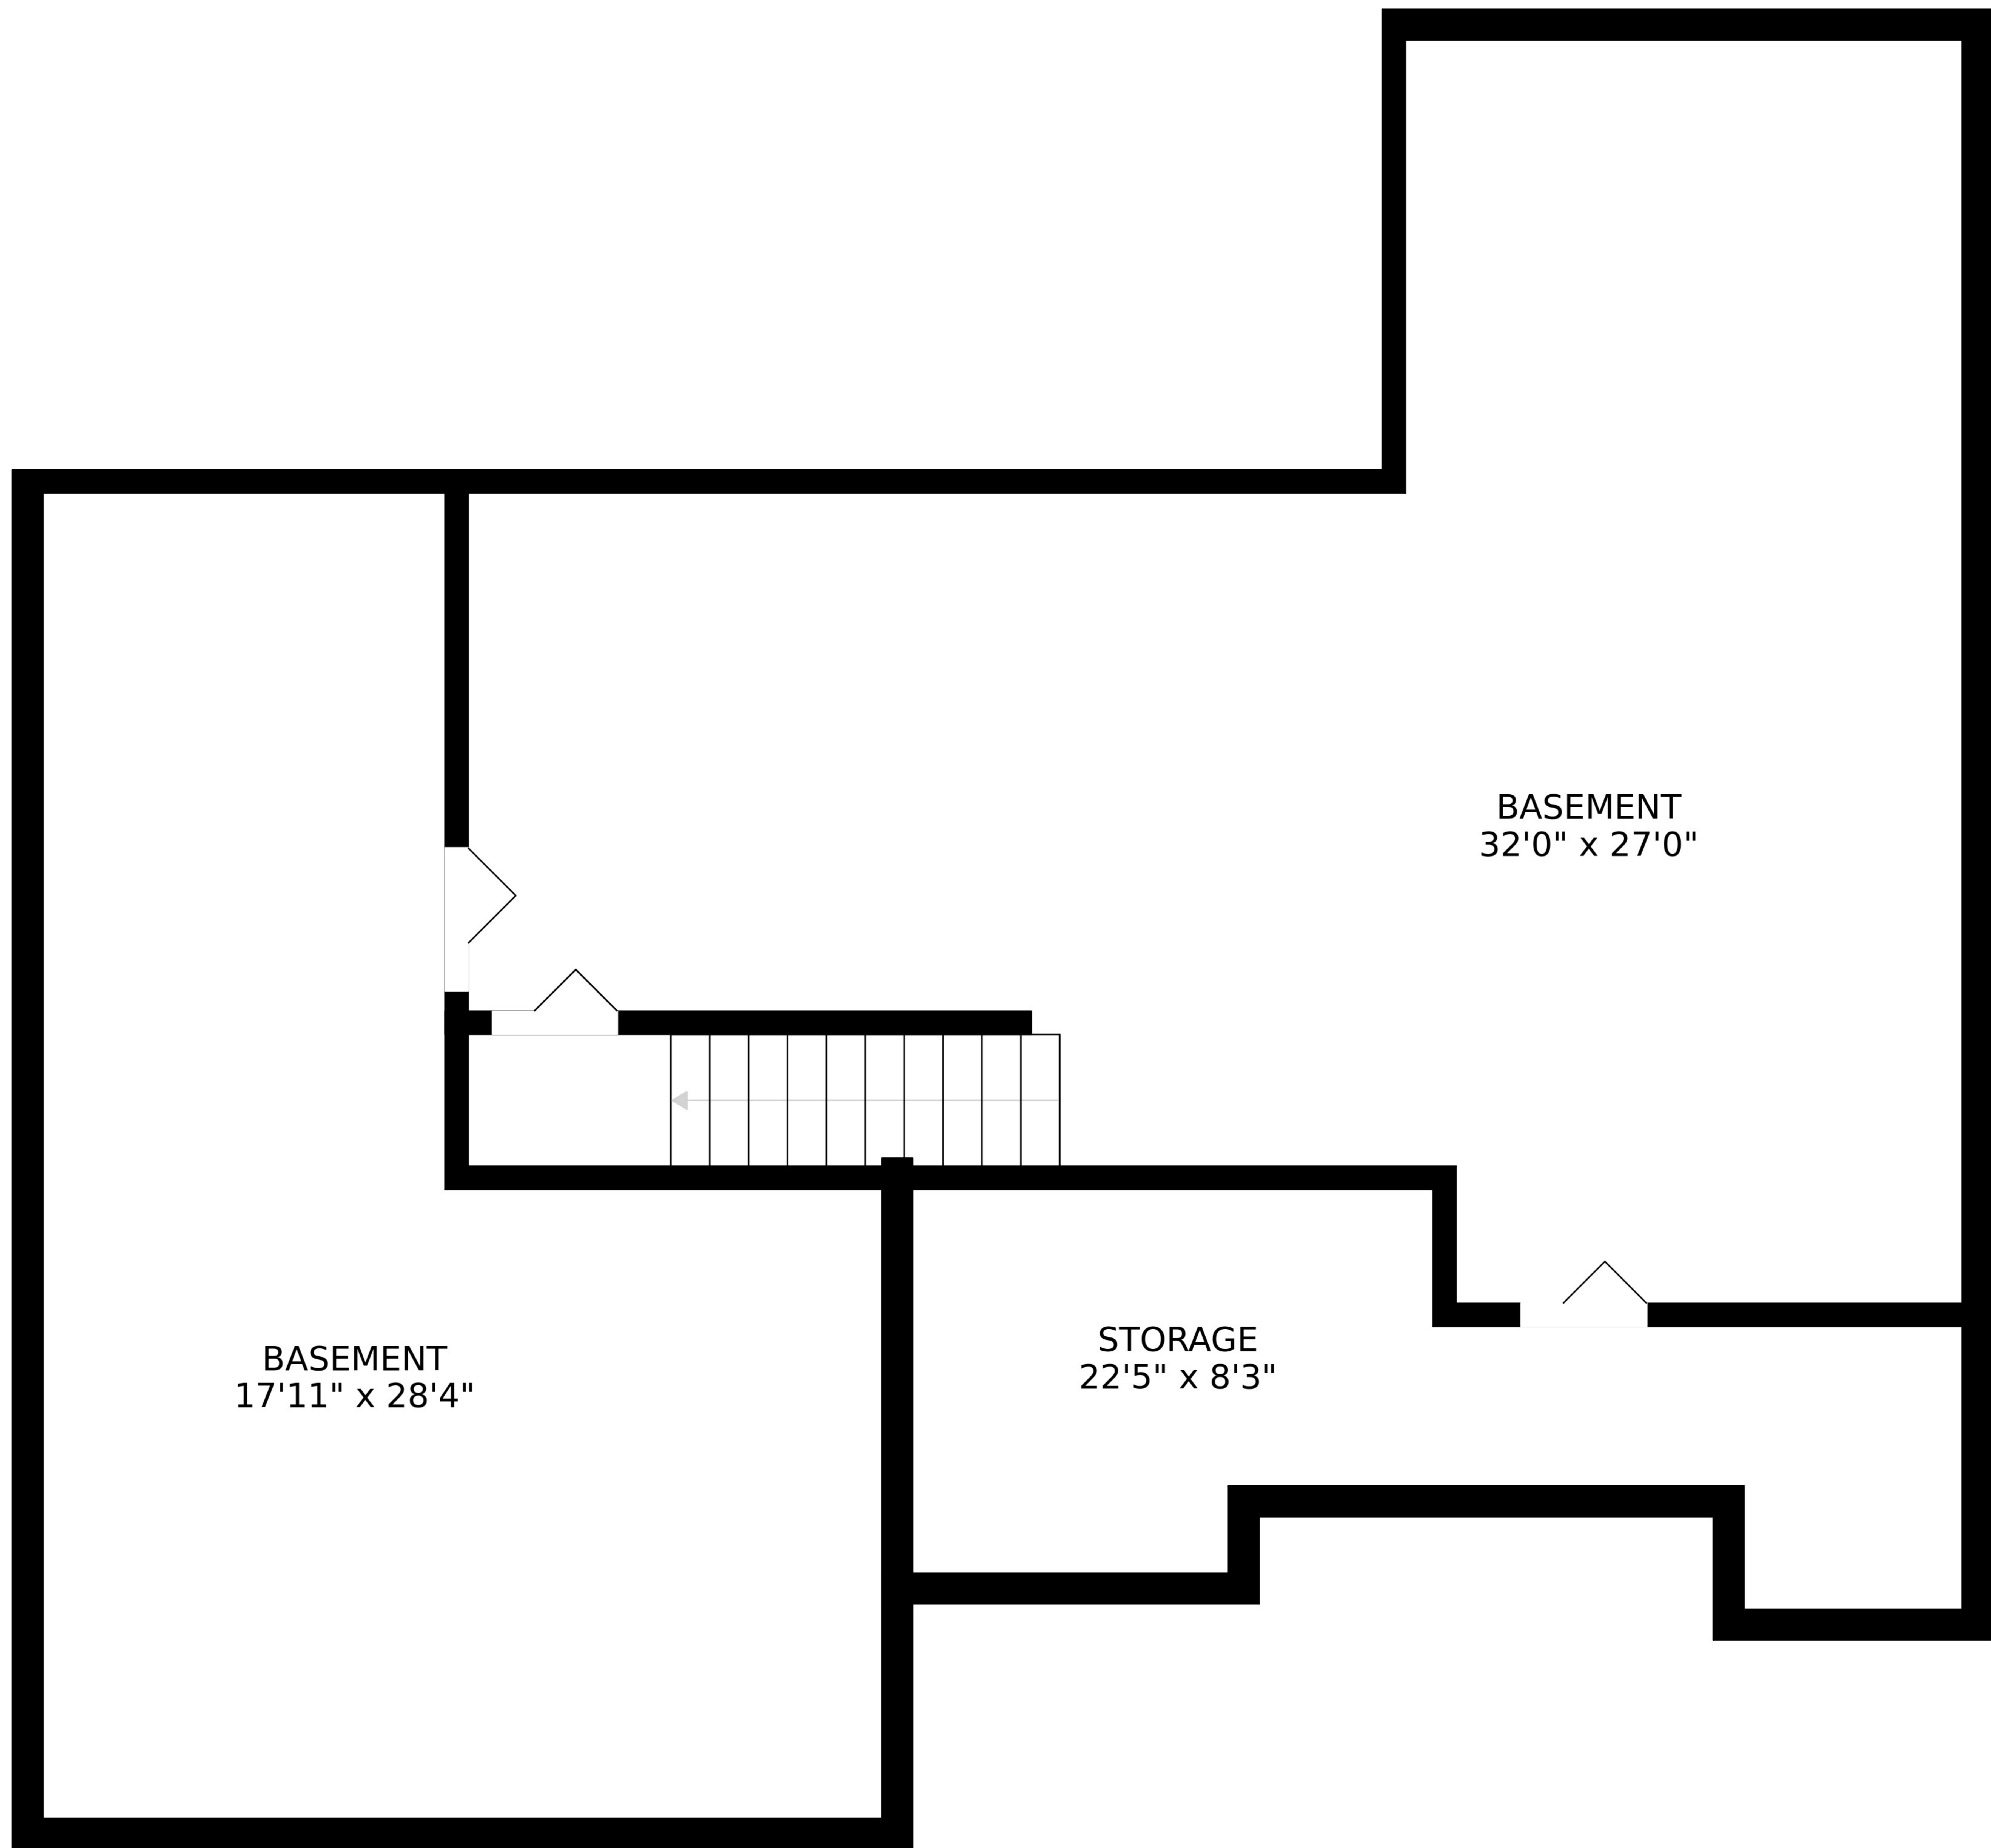 BASEMENT
32'0" x 27'0"
STORAGE
22'5" x 8'3"
BASEMENT
17'11" x 28'4"